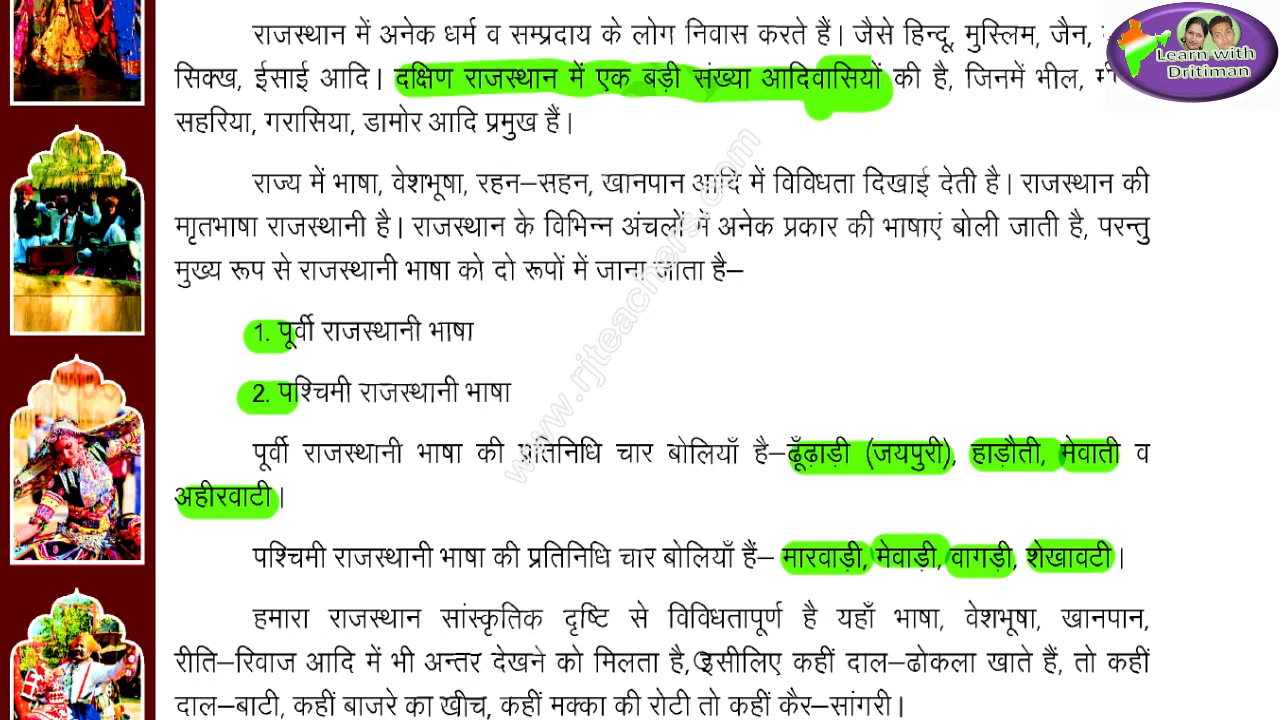 राजस्थान में अनेक धर्म व सम्प्रदाय के लोग निवास करते हैं। जैसे हिन्दू, मुस्लिम, जैन,
सिक्ख, ईसाई आदि। दक्षिण राजस्थान में एक बड़ी संख्या आदिवासियों की है, जिनमें भील,
सहरिया, गरासिया, डामोर आदि प्रमुख हैं।
Learn with
Dritiman
राज्य में भाषा, वेशभूषा, रहन–सहन, खानपान आदि में विविधता दिखाई देती है। राजस्थान की
मातृभाषा राजस्थानी है। राजस्थान के विभिन्न अंचलों में अनेक प्रकार की भाषाएं बोली जाती है, परन्तु
मुख्य रूप से राजस्थानी भाषा को दो रूपों में जाना जाता है–
1. पूर्वी राजस्थानी भाषा
2. पश्चिमी राजस्थानी भाषा
पूर्वी राजस्थानी भाषा की प्रतिनिधि चार बोलियाँ है–ढूँढ़ाड़ी (जयपुरी), हाड़ौती, मेवाती व
अहीरवाटी।
पश्चिमी राजस्थानी भाषा की प्रतिनिधि चार बोलियाँ हैं– मारवाड़ी, मेवाड़ी, वागड़ी, शेखावटी।
हमारा राजस्थान सांस्कृतिक दृष्टि से विविधतापूर्ण है यहाँ भाषा, वेशभूषा, खानपान,
रीति–रिवाज आदि में भी अन्तर देखने को मिलता है, इसीलिए कहीं दाल–ढोकला खाते हैं, तो कहीं
दाल–बाटी, कहीं बाजरे का खीच, कहीं मक्का की रोटी तो कहीं कैर–सांगरी।
www.rjteachers.com